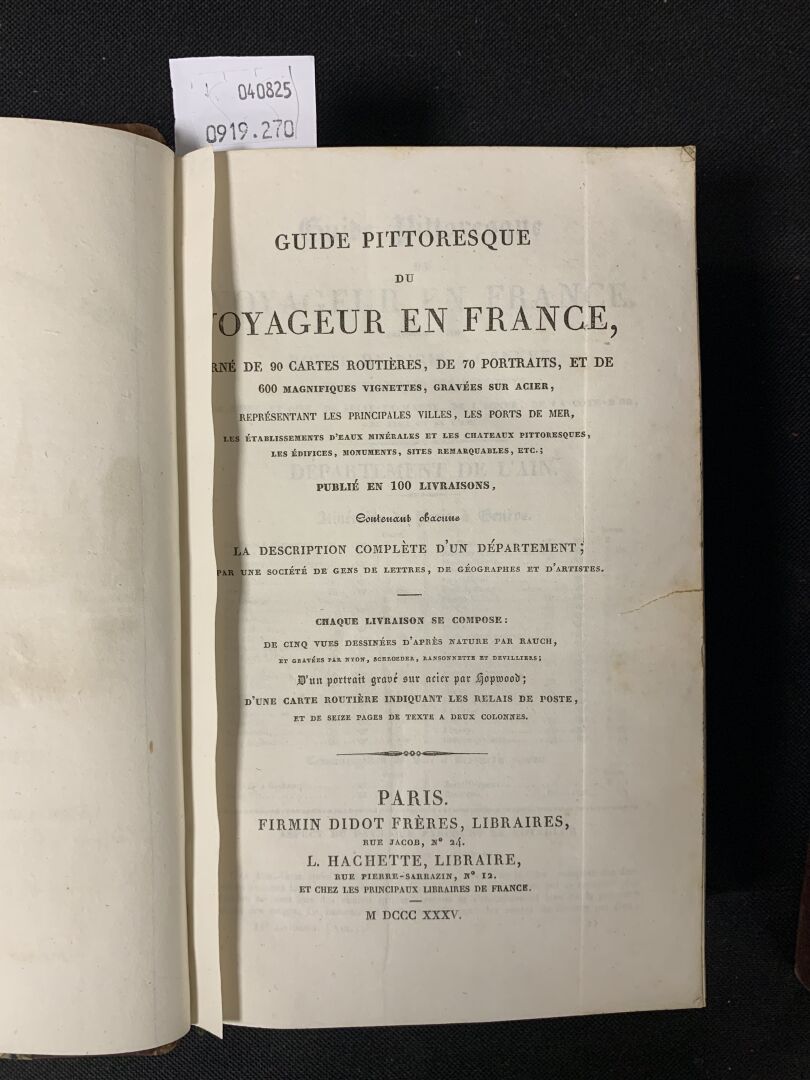 040825
0919.270
GUIDE PITTORESQUE
DU
VOYAGEUR EN FRANCE,
RNÉ DE 90 CARTES ROUTIÈRES, DE 70 PORTRAITS, ET DE
600 MAGNIFIQUES VIGNETTES, GRAVÉES SUR ACIER,
REPRÉSENTANT LES PRINCIPALES VILLES, LES PORTS DE MER,
LES ÉTABLISSEMENTS D'EAUX MINÉRALES ET LES CHATEAUX PITTORESQUES,
LES ÉDIFICES, MONUMENTS, SITES REMARQUABLES, ETC.;
PUBLIÉ EN 100 LIVRAISONS,
Contenant chacune
LA DESCRIPTION COMPLÈTE D'UN DÉPARTEMENT;
PAR UNE SOCIÉTÉ DE GENS DE LETTRES, DE GÉOGRAPHES ET D'ARTISTES.
CHAQUE LIVRAISON SE COMPOSE:
DE CINQ VUES DESSINÉES D'APRÈS NATURE PAR RAUCH,
ET GRAVÉES PAR NYON, SCHROEDER, RANSONNETTE ET DEVILLIERS;
D'un portrait gravé sur acier par Hopwood;
D'UNE CARTE ROUTIÈRE INDIQUANT LES RELAIS DE POSTE,
ET DE SEIZE PAGES DE TEXTE A DEUX COLONNES.
PARIS.
FIRMIN DIDOT FRÈRES, LIBRAIRES,
RUE JACOB, N° 24.
L. HACHETTE, LIBRAIRE,
RUE PIERRE-SARRAZIN, N° 12.
ET CHEZ LES PRINCIPAUX LIBRAIRES DE FRANCE.
M DCCC XXXV.